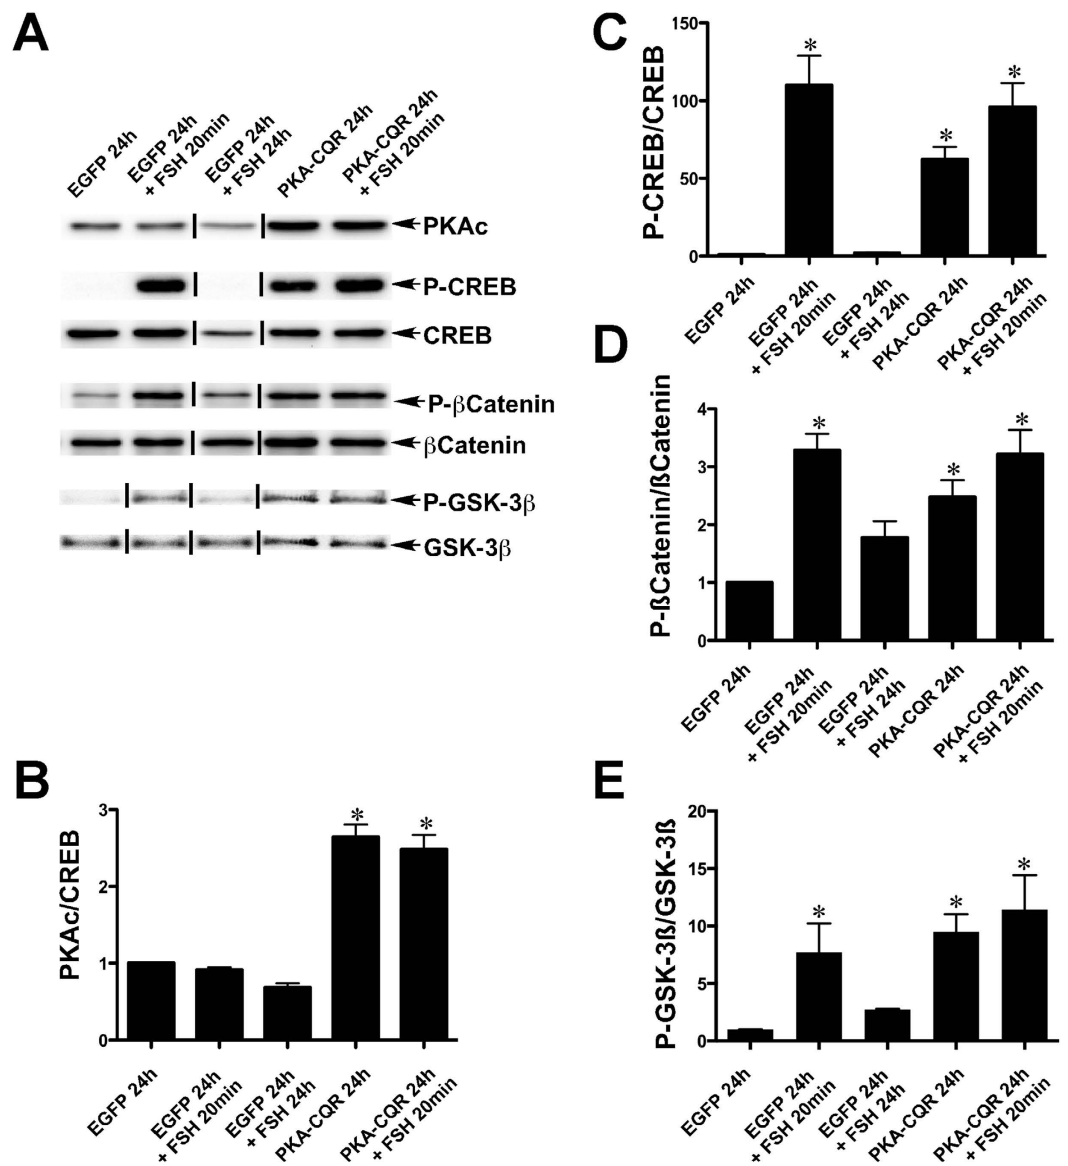 A
EGFP 24h
EGFP 24h
+ FSH 20min
EGFP 24h
+ FSH 24h
PKA-CQR 24h
PKA-CQR 24h
+ FSH 20min
PKAc
P-CREB
CREB
P-βCatenin
βCatenin
P-GSK-3β
GSK-3β
B
PKAc/CREB
3
2
1
0
*
*
EGFP 24h
EGFP 24h
+ FSH 20min
EGFP 24h
+ FSH 24h
PKA-CQR 24h
PKA-CQR 24h
+ FSH 20min
C
P-CREB/CREB
150
100
50
0
*
*
*
EGFP 24h
EGFP 24h
+ FSH 20min
EGFP 24h
+ FSH 24h
PKA-CQR 24h
PKA-CQR 24h
+ FSH 20min
D
P-ßCatenin/ßCatenin
4
3
2
1
0
*
*
*
EGFP 24h
EGFP 24h
+ FSH 20min
EGFP 24h
+ FSH 24h
PKA-CQR 24h
PKA-CQR 24h
+ FSH 20min
E
P-GSK-3ß/GSK-3ß
20
15
10
5
0
*
*
*
EGFP 24h
EGFP 24h
+ FSH 20min
EGFP 24h
+ FSH 24h
PKA-CQR 24h
PKA-CQR 24h
+ FSH 20min